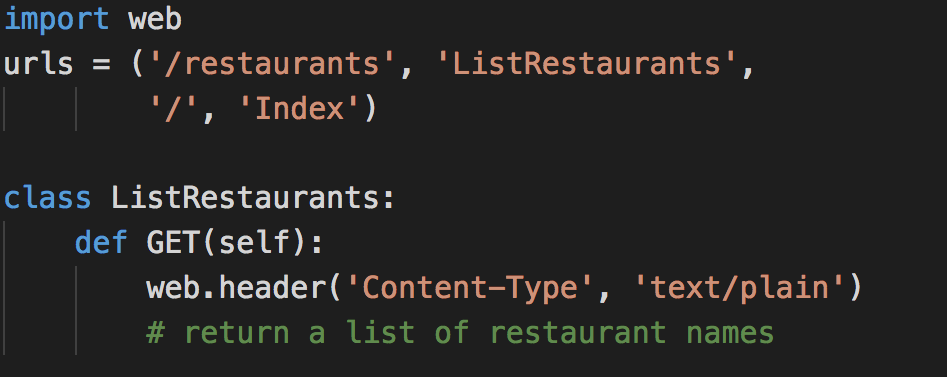 import web
urls = ('/restaurants', 'ListRestaurants',
        '/', 'Index')
class ListRestaurants:
    def GET(self):
        web.header('Content-Type', 'text/plain')
        # return a list of restaurant names